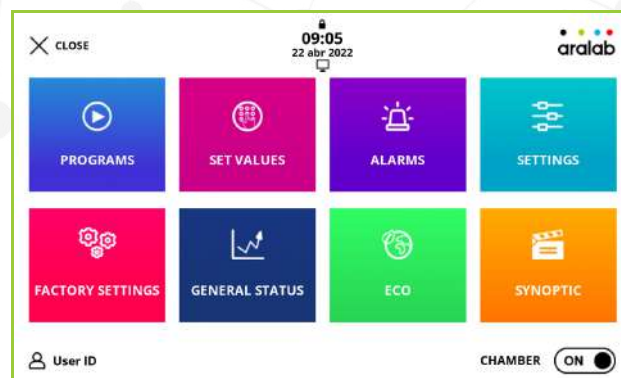 CLOSE
09:05
22 abr 2022
aralab
PROGRAMS
SET VALUES
ALARMS
SETTINGS
FACTORY SETTINGS
GENERAL STATUS
ECO
SYNOPTIC
User ID
CHAMBER ON